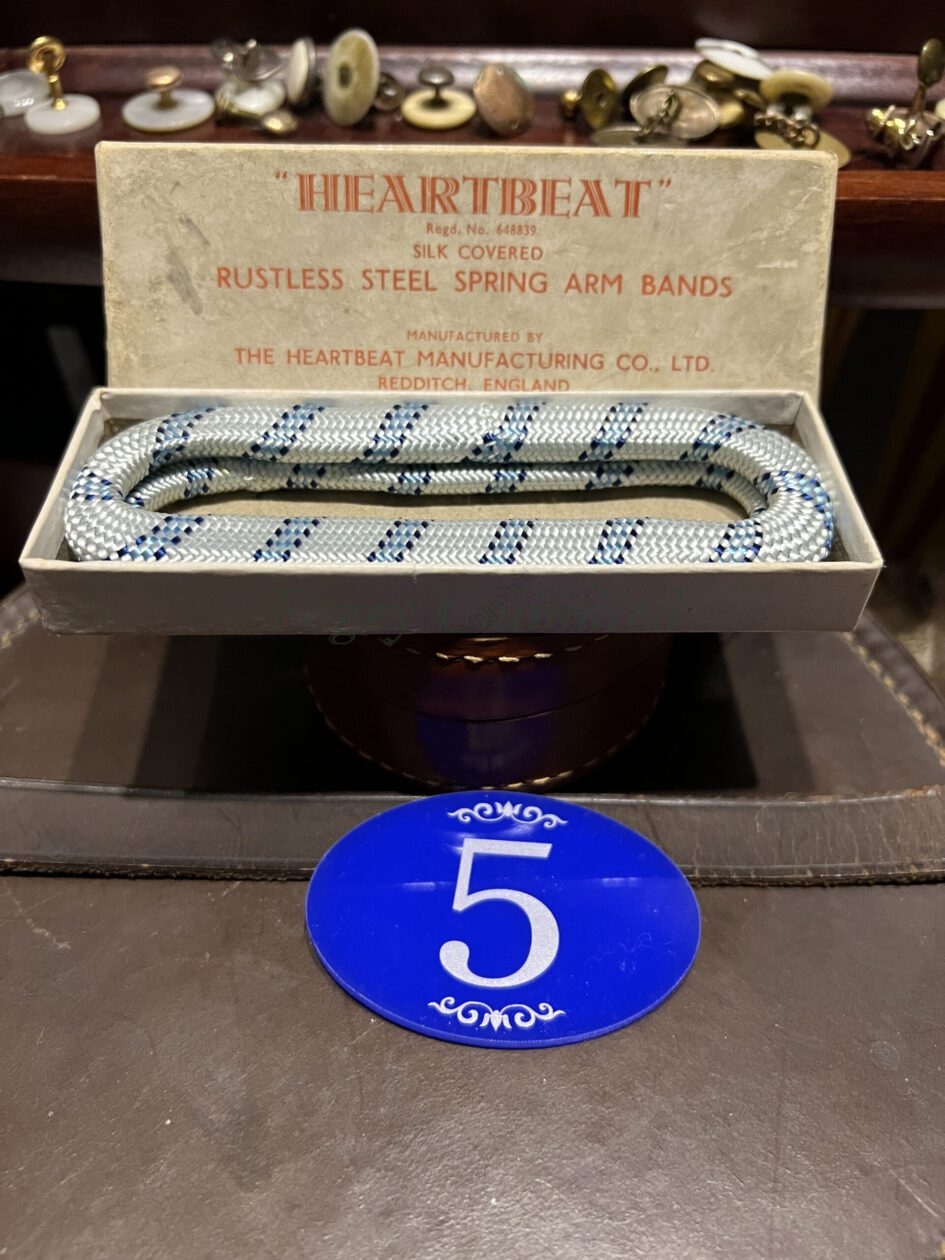 "HEARTBEAT"
Regd. No. 648839
SILK COVERED
RUSTLESS STEEL SPRING ARM BANDS
MANUFACTURED BY
THE HEARTBEAT MANUFACTURING CO., LTD.
REDDITCH, ENGLAND
5